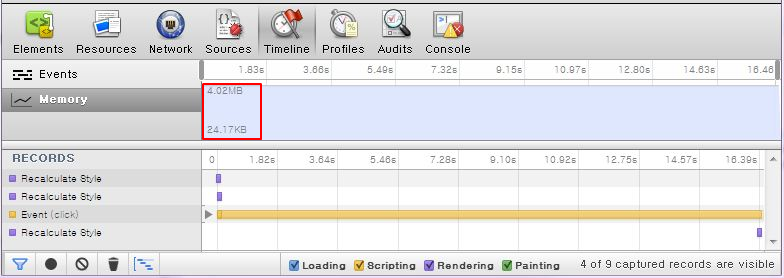 Elements Resources Network Sources Timeline Profiles Audits Console
Events
1.83s 3.66s 5.49s 7.32s 9.15s 10.97s 12.80s 14.63s 16.46
Memory
4.02MB
24.17KB
RECORDS
0 1.82s 3.64s 5.46s 7.28s 9.10s 10.92s 12.75s 14.57s 16.39s
Recalculate Style
Recalculate Style
Event (click)
Recalculate Style
Loading Scripting Rendering Painting 4 of 9 captured records are visible